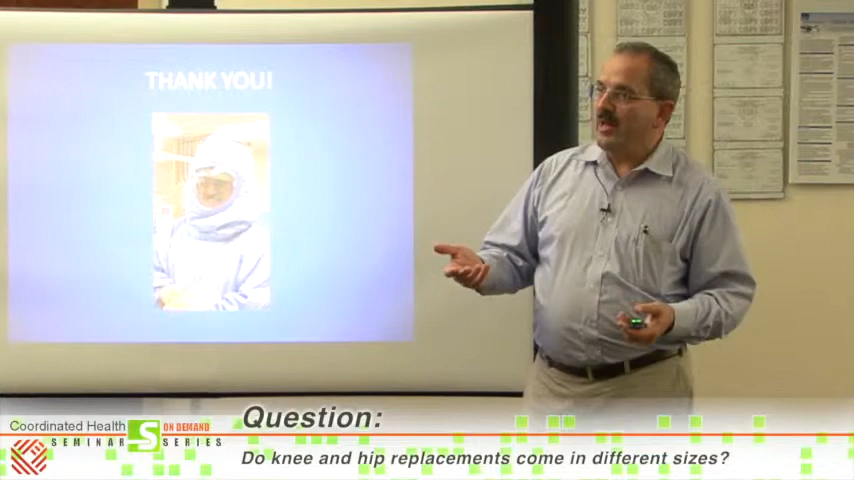 THANK YOU!
Question:
Coordinated Health
ON DEMAND
S
SEMINAR SERIES
Do knee and hip replacements come in different sizes?